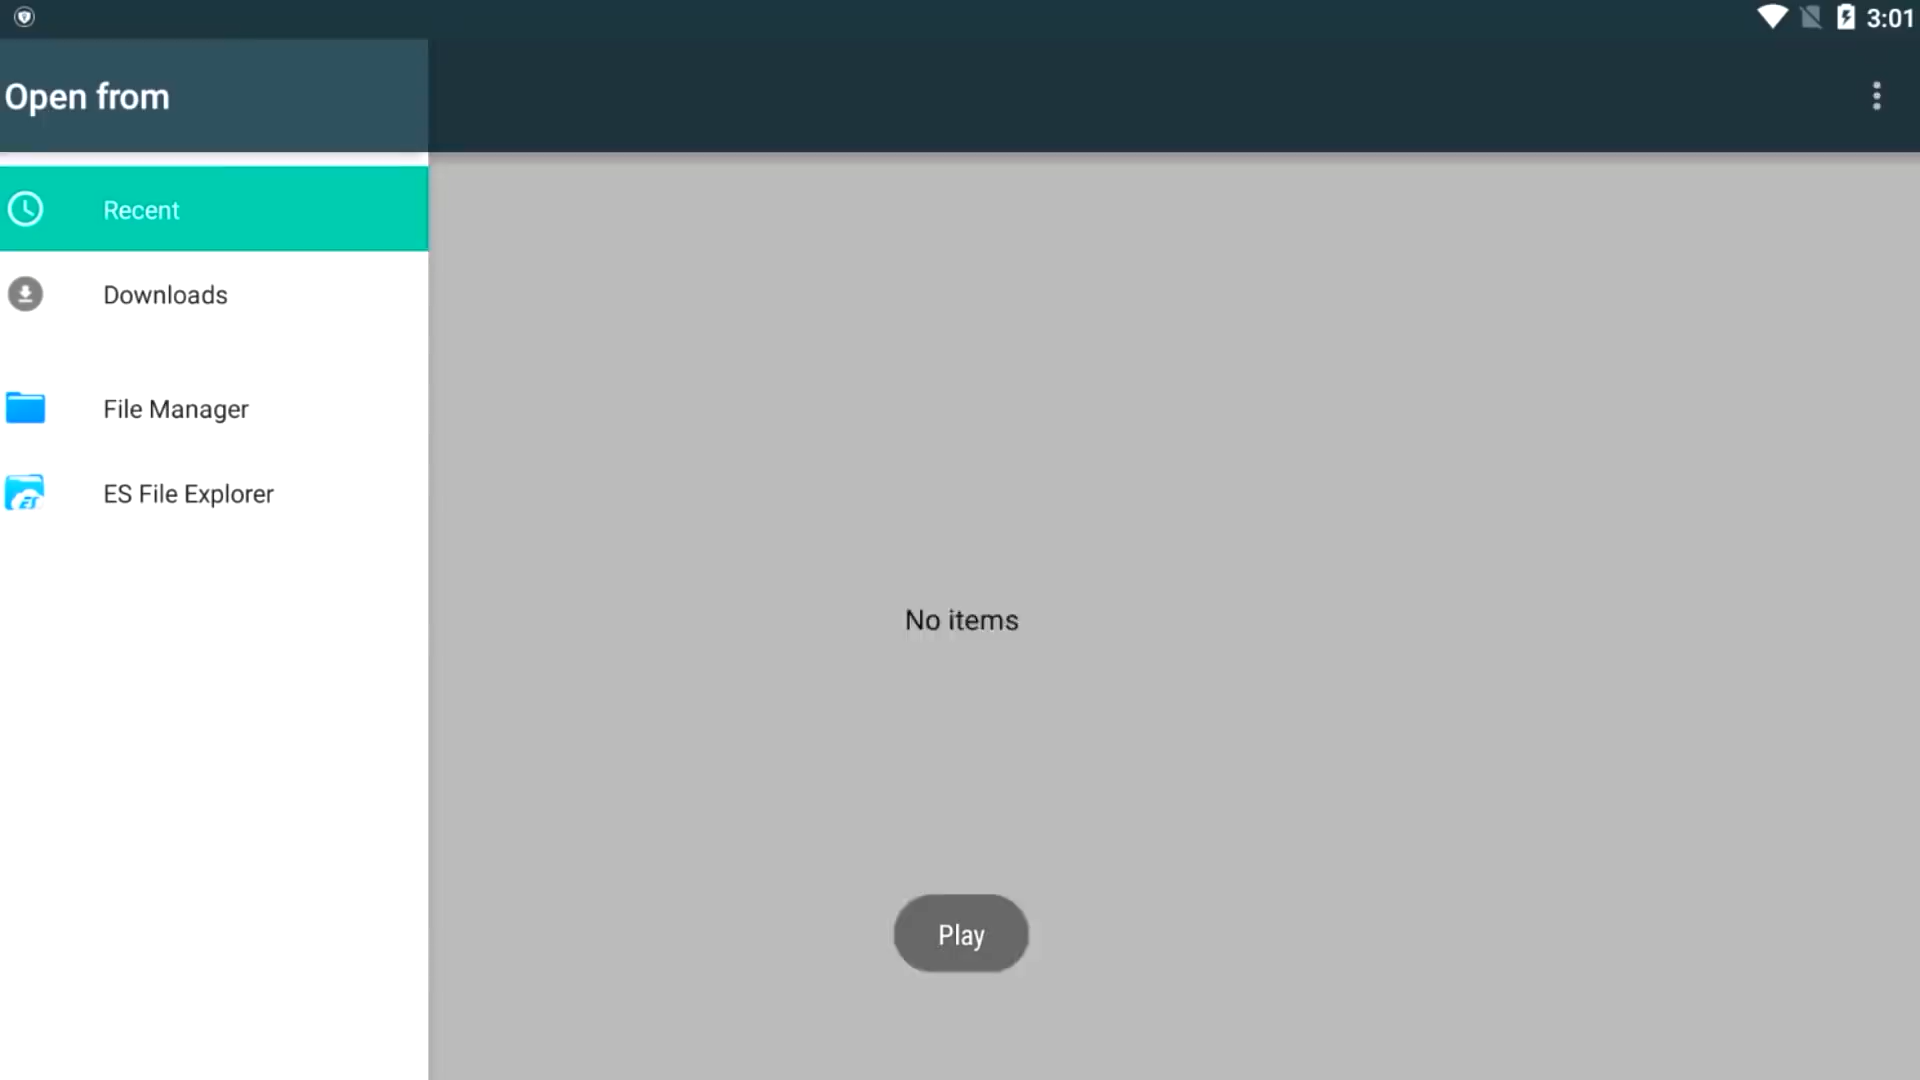 3:01
Open from
Recent
Downloads
File Manager
ES File Explorer
No items
Play